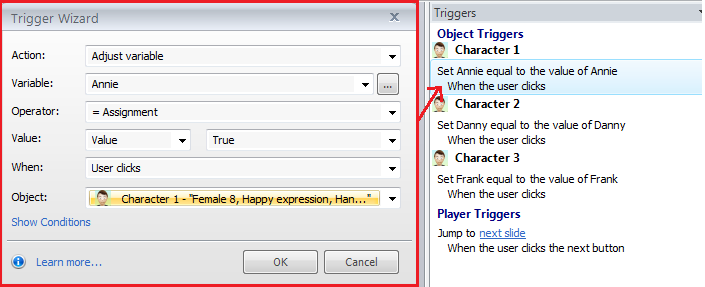 Trigger Wizard
Action: Adjust variable
Variable: Annie ...
Operator: = Assignment
Value: Value True
When: User clicks
Object: Character 1 - "Female 8, Happy expression, Han..."
Show Conditions
Learn more... OK Cancel
Triggers
Object Triggers
Character 1
Set Annie equal to the value of Annie
When the user clicks
Character 2
Set Danny equal to the value of Danny
When the user clicks
Character 3
Set Frank equal to the value of Frank
When the user clicks
Player Triggers
Jump to next slide
When the user clicks the next button